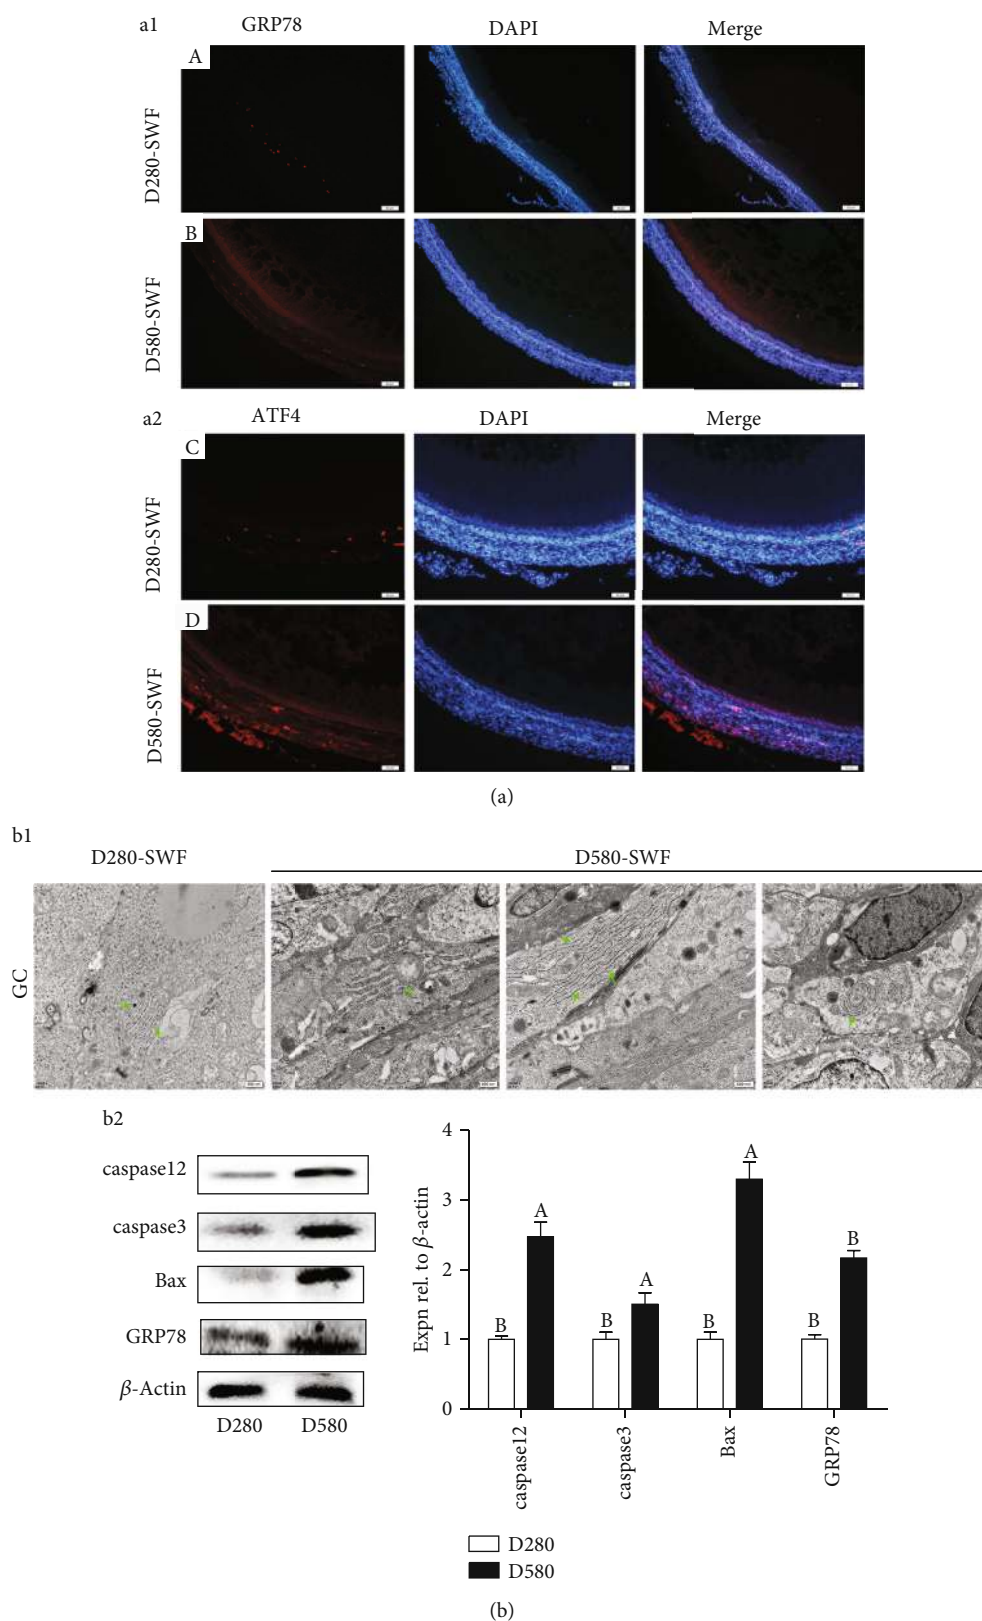 a1
GRP78
DAPI
Merge
A
D280-SWF
B
D580-SWF
a2
ATF4
DAPI
Merge
C
D280-SWF
D
D580-SWF
(a)
b1
D280-SWF
D580-SWF
GC
b2
caspase12
caspase3
Bax
GRP78
β-Actin
D280 D580
Expn rel. to β-actin
4
3
2
1
0
B
A
B
A
B
A
B
B
caspase12
caspase3
Bax
GRP78
D280
D580
(b)